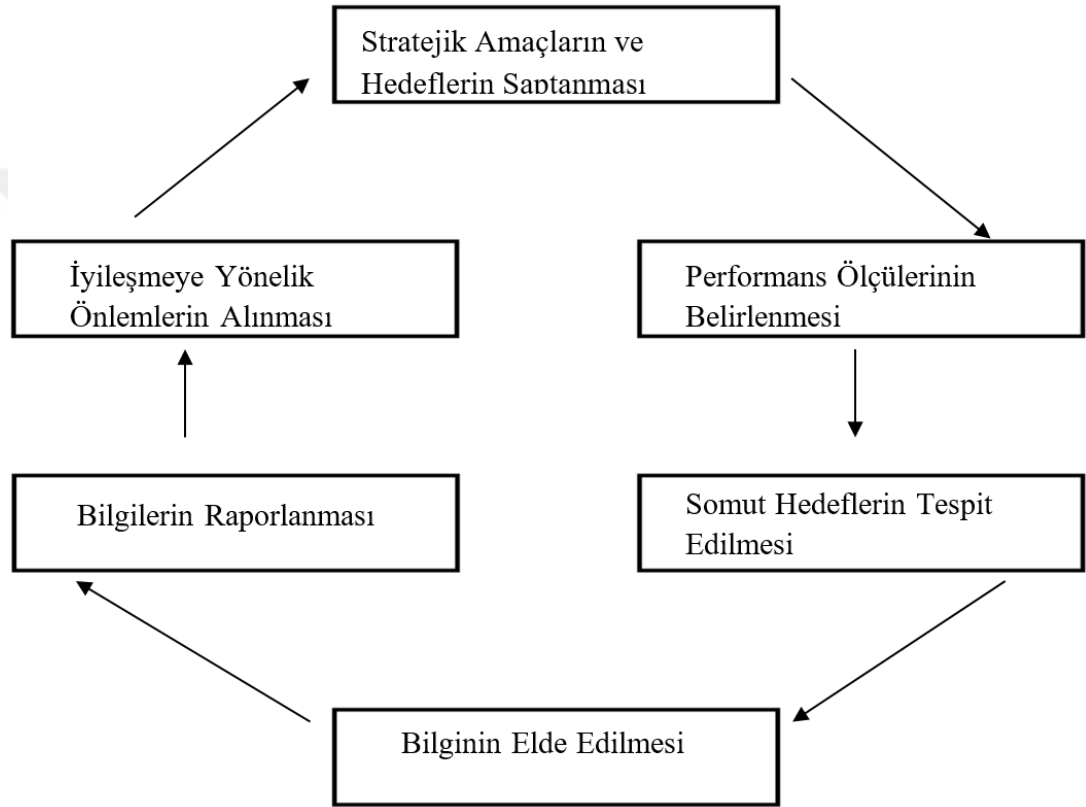 Stratejik Amaçların ve
Hedeflerin Saptanması
İyileşmeye Yönelik
Önlemlerin Alınması
Performans Ölçülerinin
Belirlenmesi
Bilgilerin Raporlanması
Somut Hedeflerin Tespit
Edilmesi
Bilginin Elde Edilmesi